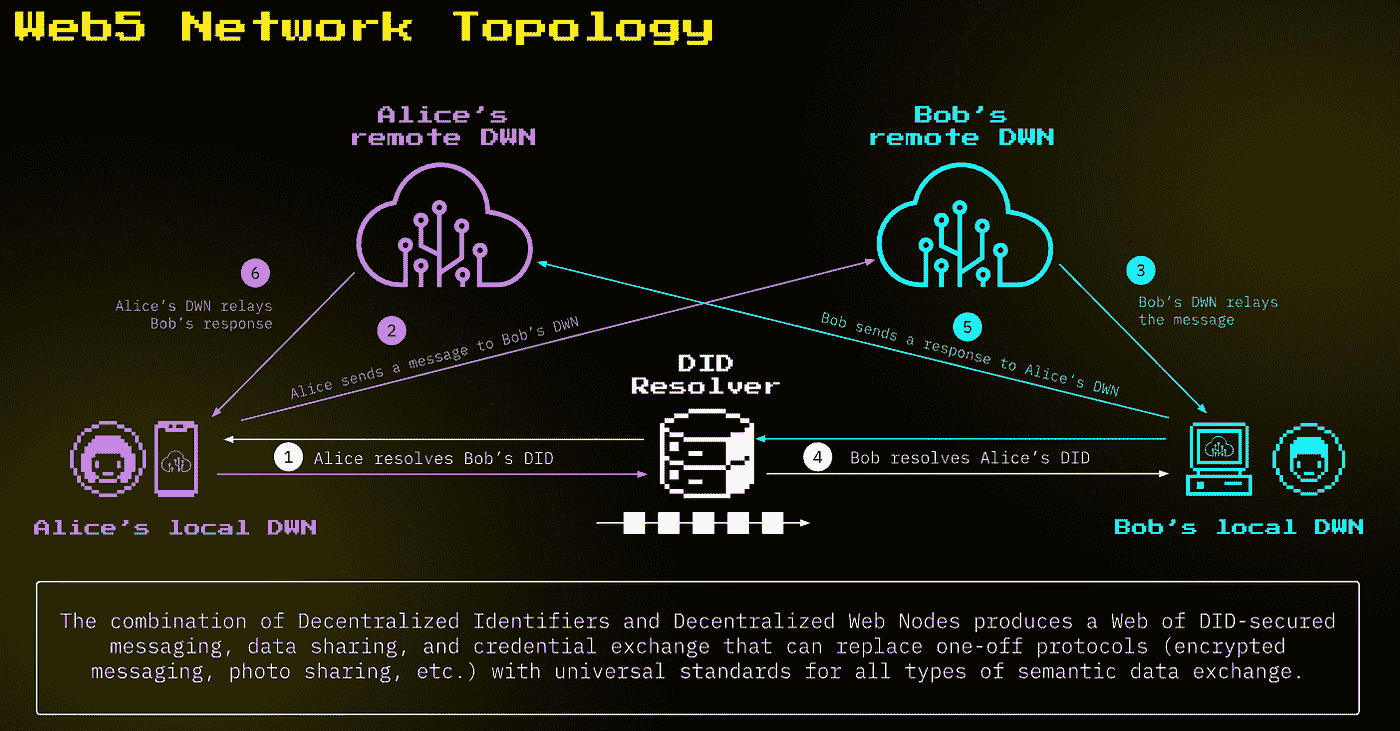 Web5 Network Topology
Alice's
remote DWN
Bob's
remote DWN
6
Alice's DWN relays
Bob's response
2
Alice sends a message to Bob's DWN
3
Bob's DWN relays
the message
5
Bob sends a response to Alice's DWN
DID
Resolver
1
Alice resolves Bob's DID
4
Bob resolves Alice's DID
Alice's local DWN
Bob's local DWN
The combination of Decentralized Identifiers and Decentralized Web Nodes produces a Web of DID-secured
messaging, data sharing, and credential exchange that can replace one-off protocols (encrypted
messaging, photo sharing, etc.) with universal standards for all types of semantic data exchange.